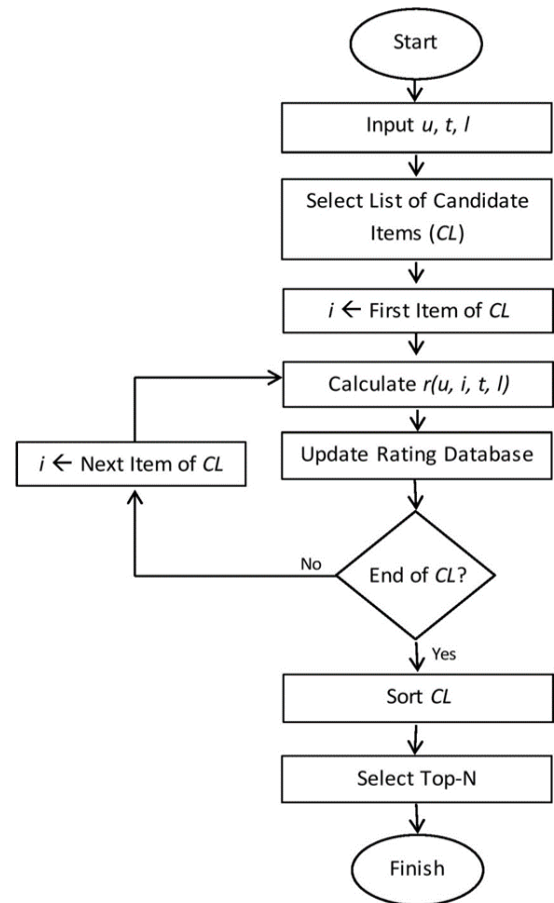 Start
Input u, t, l
Select List of Candidate
Items (CL)
i ← First Item of CL
Calculate r(u, i, t, l)
i ← Next Item of CL
Update Rating Database
End of CL?
No
Yes
Sort CL
Select Top-N
Finish